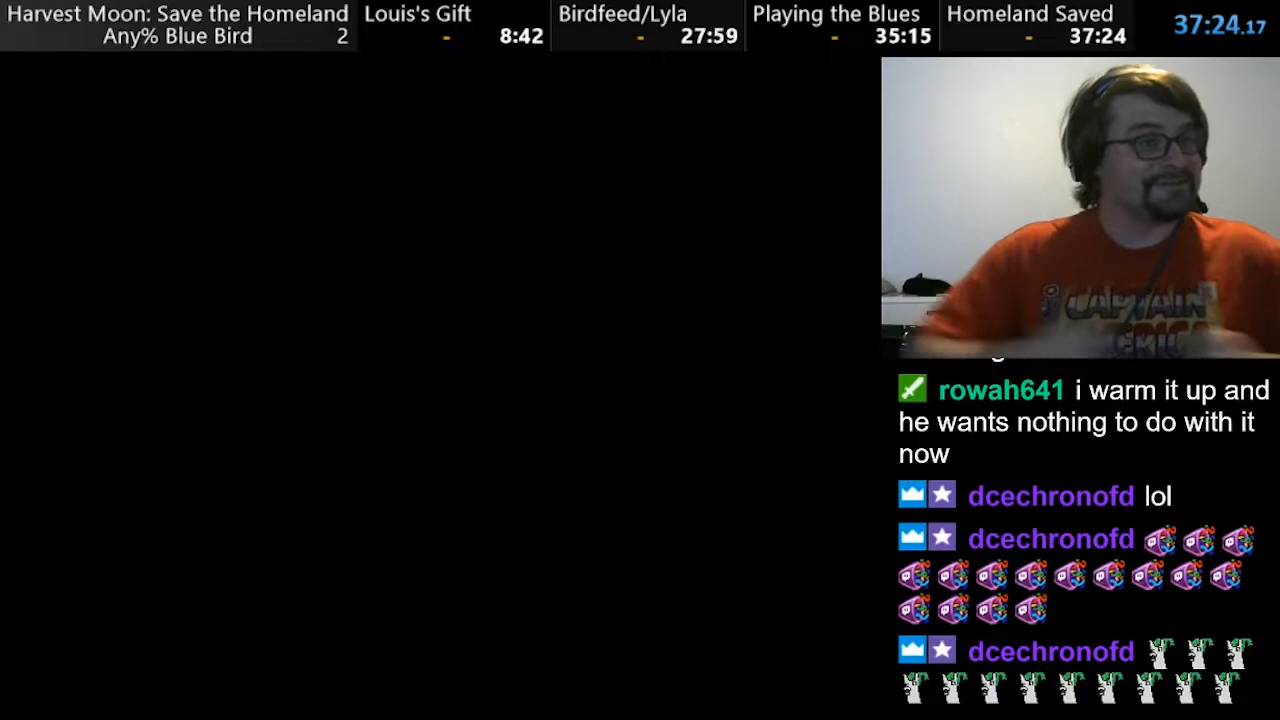 Harvest Moon: Save the Homeland
Any% Blue Bird 2
Louis's Gift
- 8:42
Birdfeed/Lyla
- 27:59
Playing the Blues
- 35:15
Homeland Saved
- 37:24
37:24.17
CAPTAIN
rowah641 i warm it up and
he wants nothing to do with it
now
dcechronofd lol
dcechronofd
dcechronofd